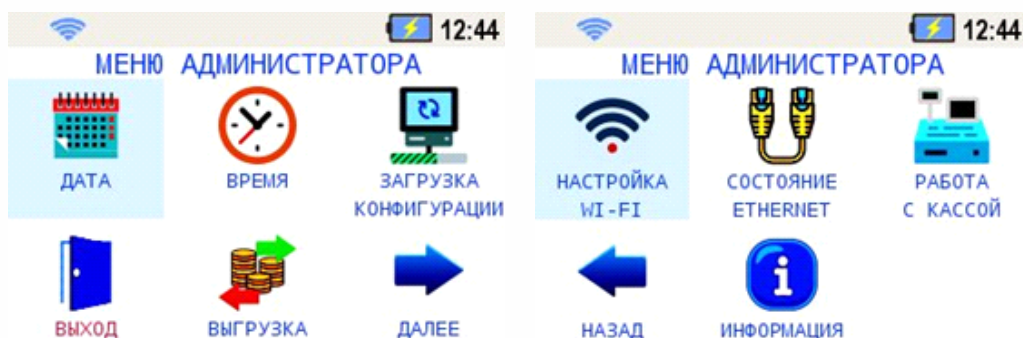 12:44
МЕНЮ АДМИНИСТРАТОРА
ДАТА
ВРЕМЯ
ЗАГРУЗКА
КОНФИГУРАЦИИ
ВЫХОД
ВЫГРУЗКА
ДАЛЕЕ
12:44
МЕНЮ АДМИНИСТРАТОРА
НАСТРОЙКА
WI-FI
СОСТОЯНИЕ
ETHERNET
РАБОТА
С КАССОЙ
НАЗАД
ИНФОРМАЦИЯ